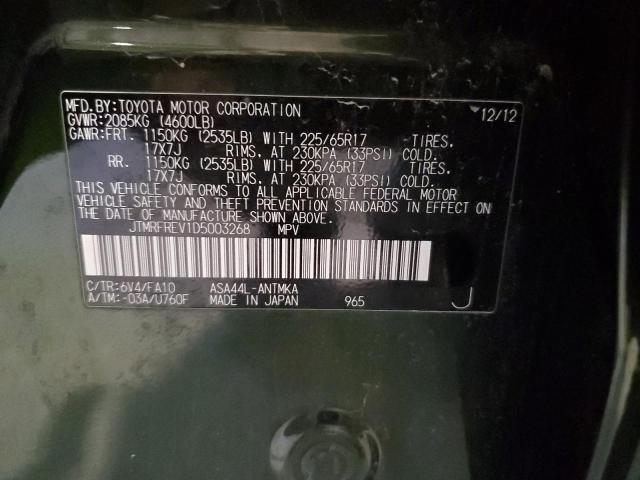 MFD.BY:TOYOTA MOTOR CORPORATION 12/12
GVWR:2085KG (4600LB)
GAWR:FRT. 1150KG (2535LB) WITH 225/65R17 TIRES,
17X7J RIMS, AT 230KPA (33PSI) COLD.
RR. 1150KG (2535LB) WITH 225/65R17 TIRES,
17X7J RIMS, AT 230KPA (33PSI) COLD.
THIS VEHICLE CONFORMS TO ALL APPLICABLE FEDERAL MOTOR
VEHICLE SAFETY AND THEFT PREVENTION STANDARDS IN EFFECT ON
THE DATE OF MANUFACTURE SHOWN ABOVE.
JTMRFREV1D5003268 MPV
C/TR:6V4/FA10 ASA44L-ANTMKA
A/TM:-03A/U760F MADE IN JAPAN 965 J